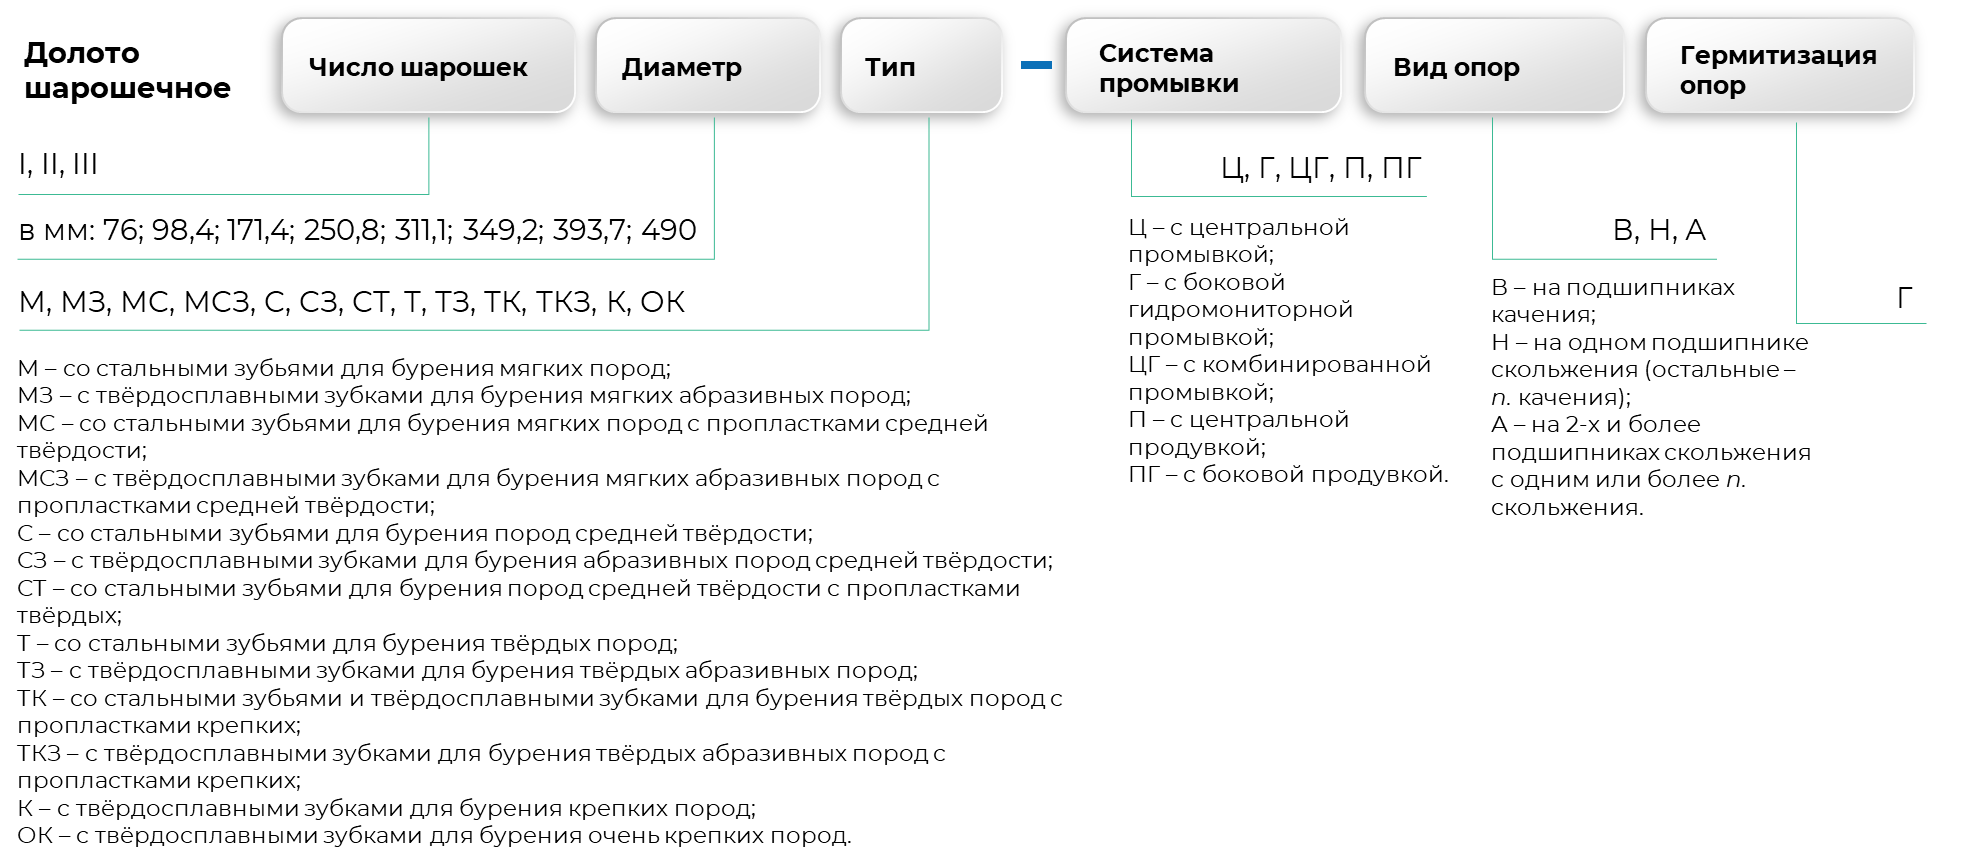 Долото
шарошечное
Число шарошек
Диаметр
Тип
–
Система
промывки
Вид опор
Гермитизация
опор
I, II, III
в мм: 76; 98,4; 171,4; 250,8; 311,1; 349,2; 393,7; 490
М, МЗ, МС, МСЗ, С, СЗ, СТ, Т, ТЗ, ТК, ТКЗ, К, ОК
М – со стальными зубьями для бурения мягких пород;
МЗ – с твёрдосплавными зубками для бурения мягких абразивных пород;
МС – со стальными зубьями для бурения мягких пород с пропластками средней
твёрдости;
МСЗ – с твёрдосплавными зубками для бурения мягких абразивных пород с
пропластками средней твёрдости;
С – со стальными зубьями для бурения пород средней твёрдости;
СЗ – с твёрдосплавными зубками для бурения абразивных пород средней твёрдости;
СТ – со стальными зубьями для бурения пород средней твёрдости с пропластками
твёрдых;
Т – со стальными зубьями для бурения твёрдых пород;
ТЗ – с твёрдосплавными зубками для бурения твёрдых абразивных пород;
ТК – со стальными зубьями и твёрдосплавными зубками для бурения твёрдых пород с
пропластками крепких;
ТКЗ – с твёрдосплавными зубками для бурения твёрдых абразивных пород с
пропластками крепких;
К – с твёрдосплавными зубками для бурения крепких пород;
ОК – с твёрдосплавными зубками для бурения очень крепких пород.
Ц, Г, ЦГ, П, ПГ
Ц – с центральной
промывкой;
Г – с боковой
гидромониторной
промывкой;
ЦГ – с комбинированной
промывкой;
П – с центральной
продувкой;
ПГ – с боковой продувкой.
В, Н, А
В – на подшипниках
качения;
Н – на одном подшипнике
скольжения (остальные –
п. качения);
А – на 2-х и более
подшипниках скольжения
с одним или более п.
скольжения.
Г